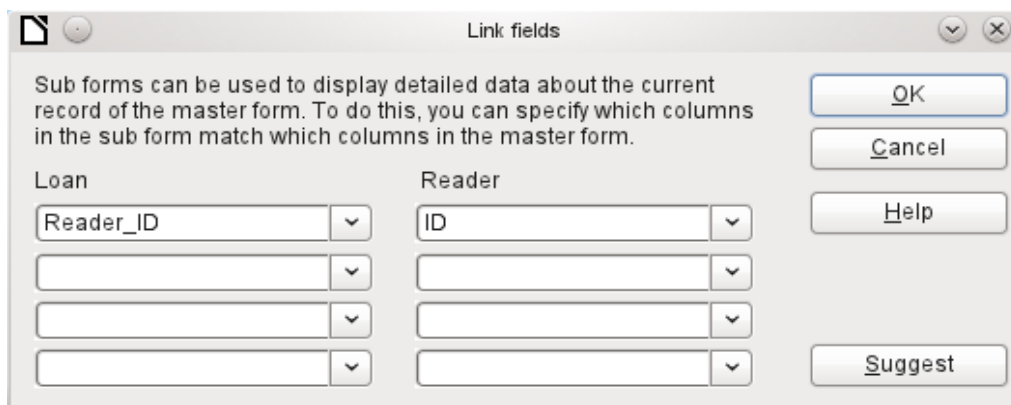 Link fields
Sub forms can be used to display detailed data about the current
record of the master form. To do this, you can specify which columns
in the sub form match which columns in the master form.
OK
Cancel
Loan Reader
Reader_ID ID
Help
Suggest